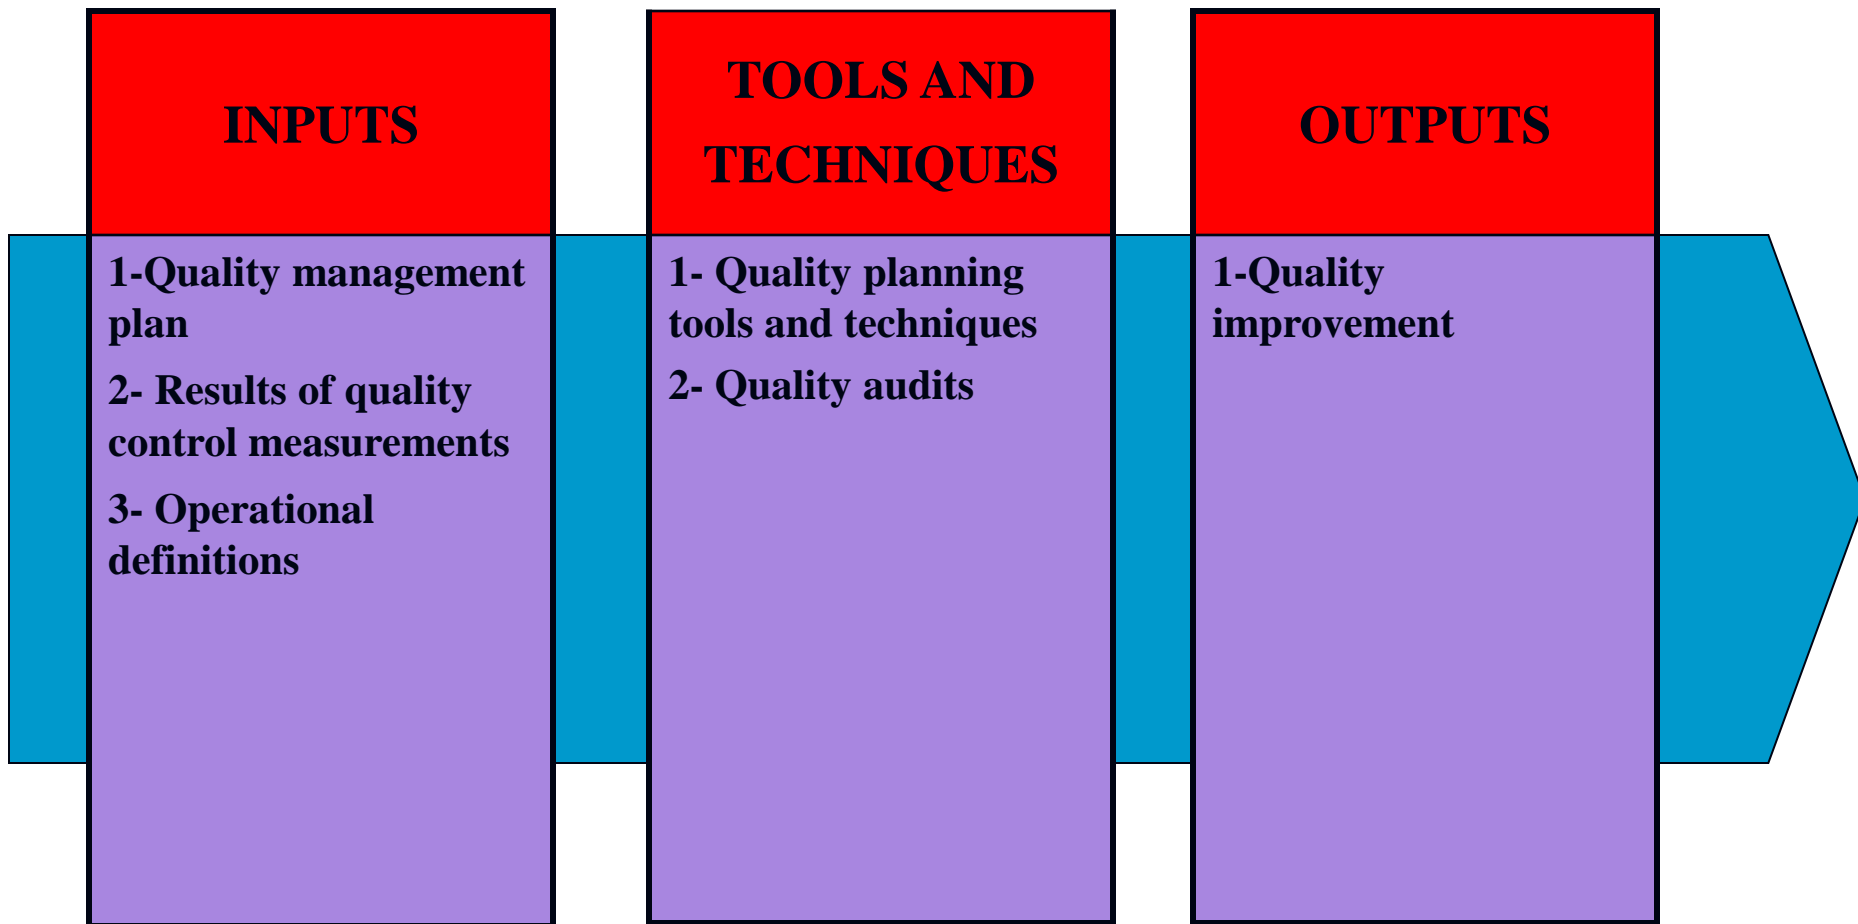 INPUTS
1-Quality management
plan
2- Results of quality
control measurements
3- Operational
definitions
TOOLS AND
TECHNIQUES
1- Quality planning
tools and techniques
2- Quality audits
OUTPUTS
1-Quality
improvement